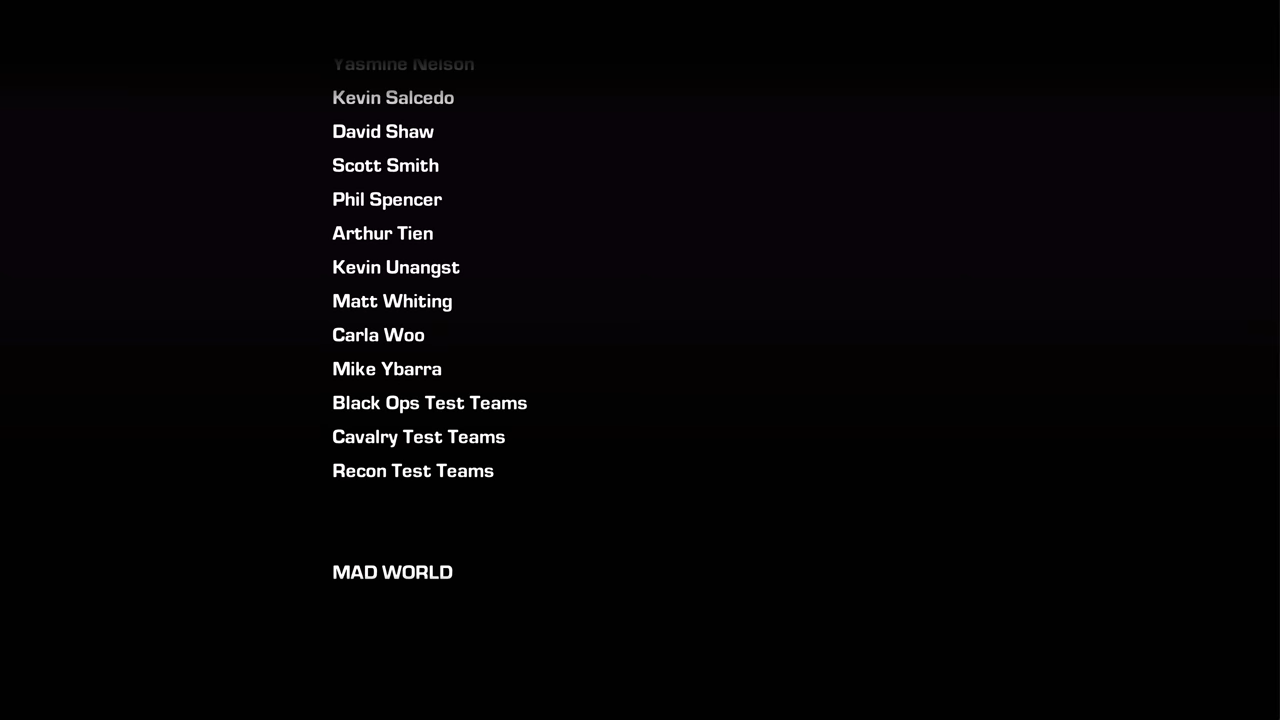 Yasmine Nelson
Kevin Salcedo
David Shaw
Scott Smith
Phil Spencer
Arthur Tien
Kevin Unangst
Matt Whiting
Carla Woo
Mike Ybarra
Black Ops Test Teams
Cavalry Test Teams
Recon Test Teams
MAD WORLD